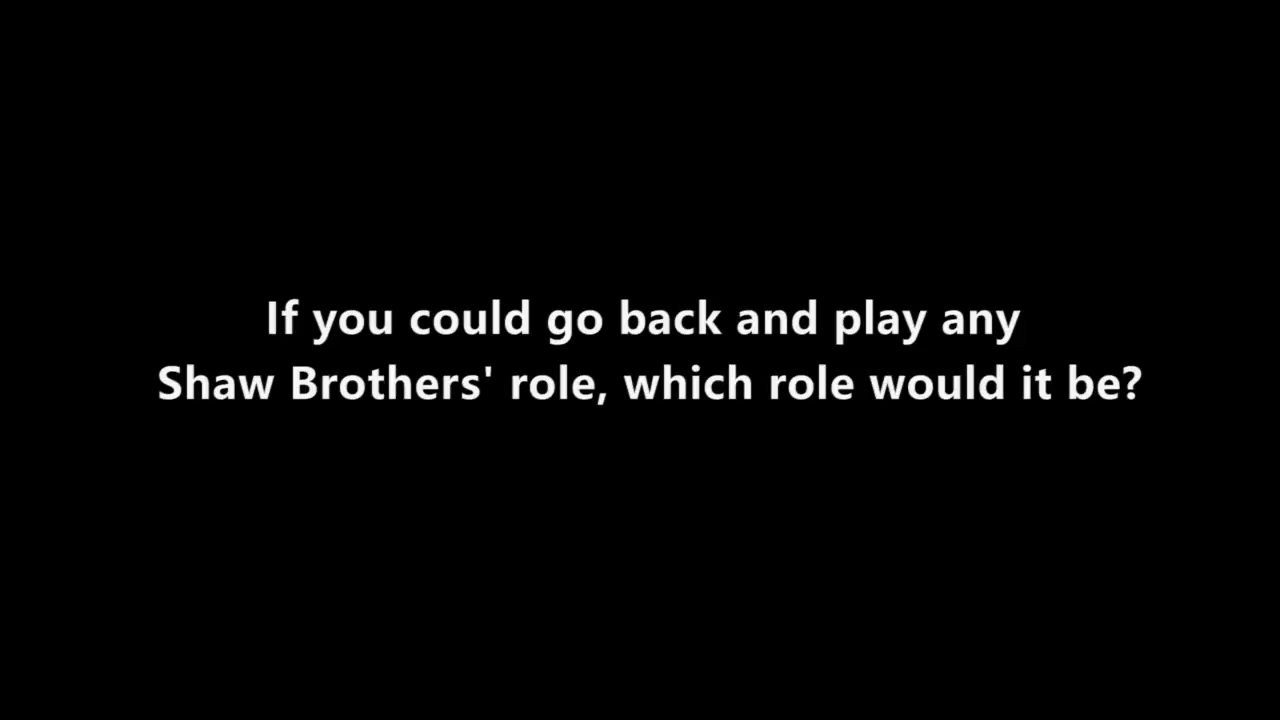 If you could go back and play any
Shaw Brothers' role, which role would it be?